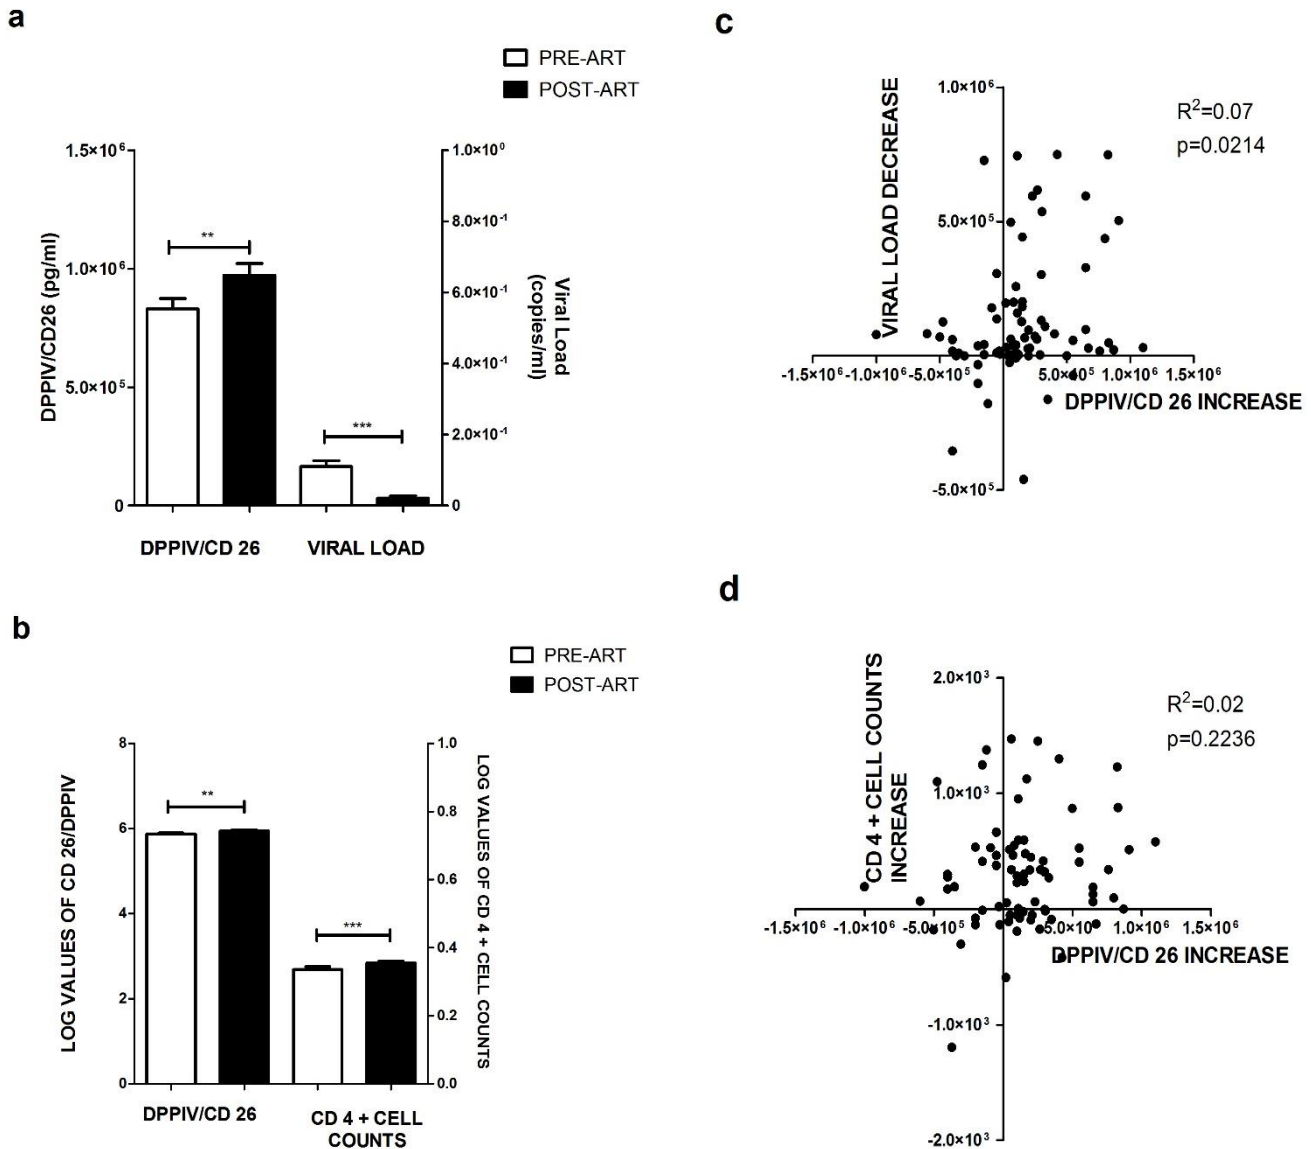 a
PRE-ART
POST-ART
1.5×10⁶
1.0×10⁶
5.0×10⁵
0
DPPIV/CD26 (pg/ml)
**
***
1.0×10⁰
8.0×10⁻¹
6.0×10⁻¹
4.0×10⁻¹
2.0×10⁻¹
0
Viral Load
(copies/ml)
DPPIV/CD 26
VIRAL LOAD
b
PRE-ART
POST-ART
8
6
4
2
0
LOG VALUES OF CD 26/DPPIV
**
***
1.0
0.8
0.6
0.4
0.2
0.0
LOG VALUES OF CD 4 + CELL COUNTS
DPPIV/CD 26
CD 4 + CELL
COUNTS
c
VIRAL LOAD DECREASE
1.0×10⁶
5.0×10⁵
-5.0×10⁵
R²=0.07
p=0.0214
-1.5×10⁶ -1.0×10⁶ -5.0×10⁵ 5.0×10⁵ 1.0×10⁶ 1.5×10⁶
DPPIV/CD 26 INCREASE
d
CD 4 + CELL COUNTS
INCREASE
2.0×10³
1.0×10³
-1.0×10³
-2.0×10³
R²=0.02
p=0.2236
-1.5×10⁶ -1.0×10⁶ -5.0×10⁵ 5.0×10⁵ 1.0×10⁶ 1.5×10⁶
DPPIV/CD 26 INCREASE